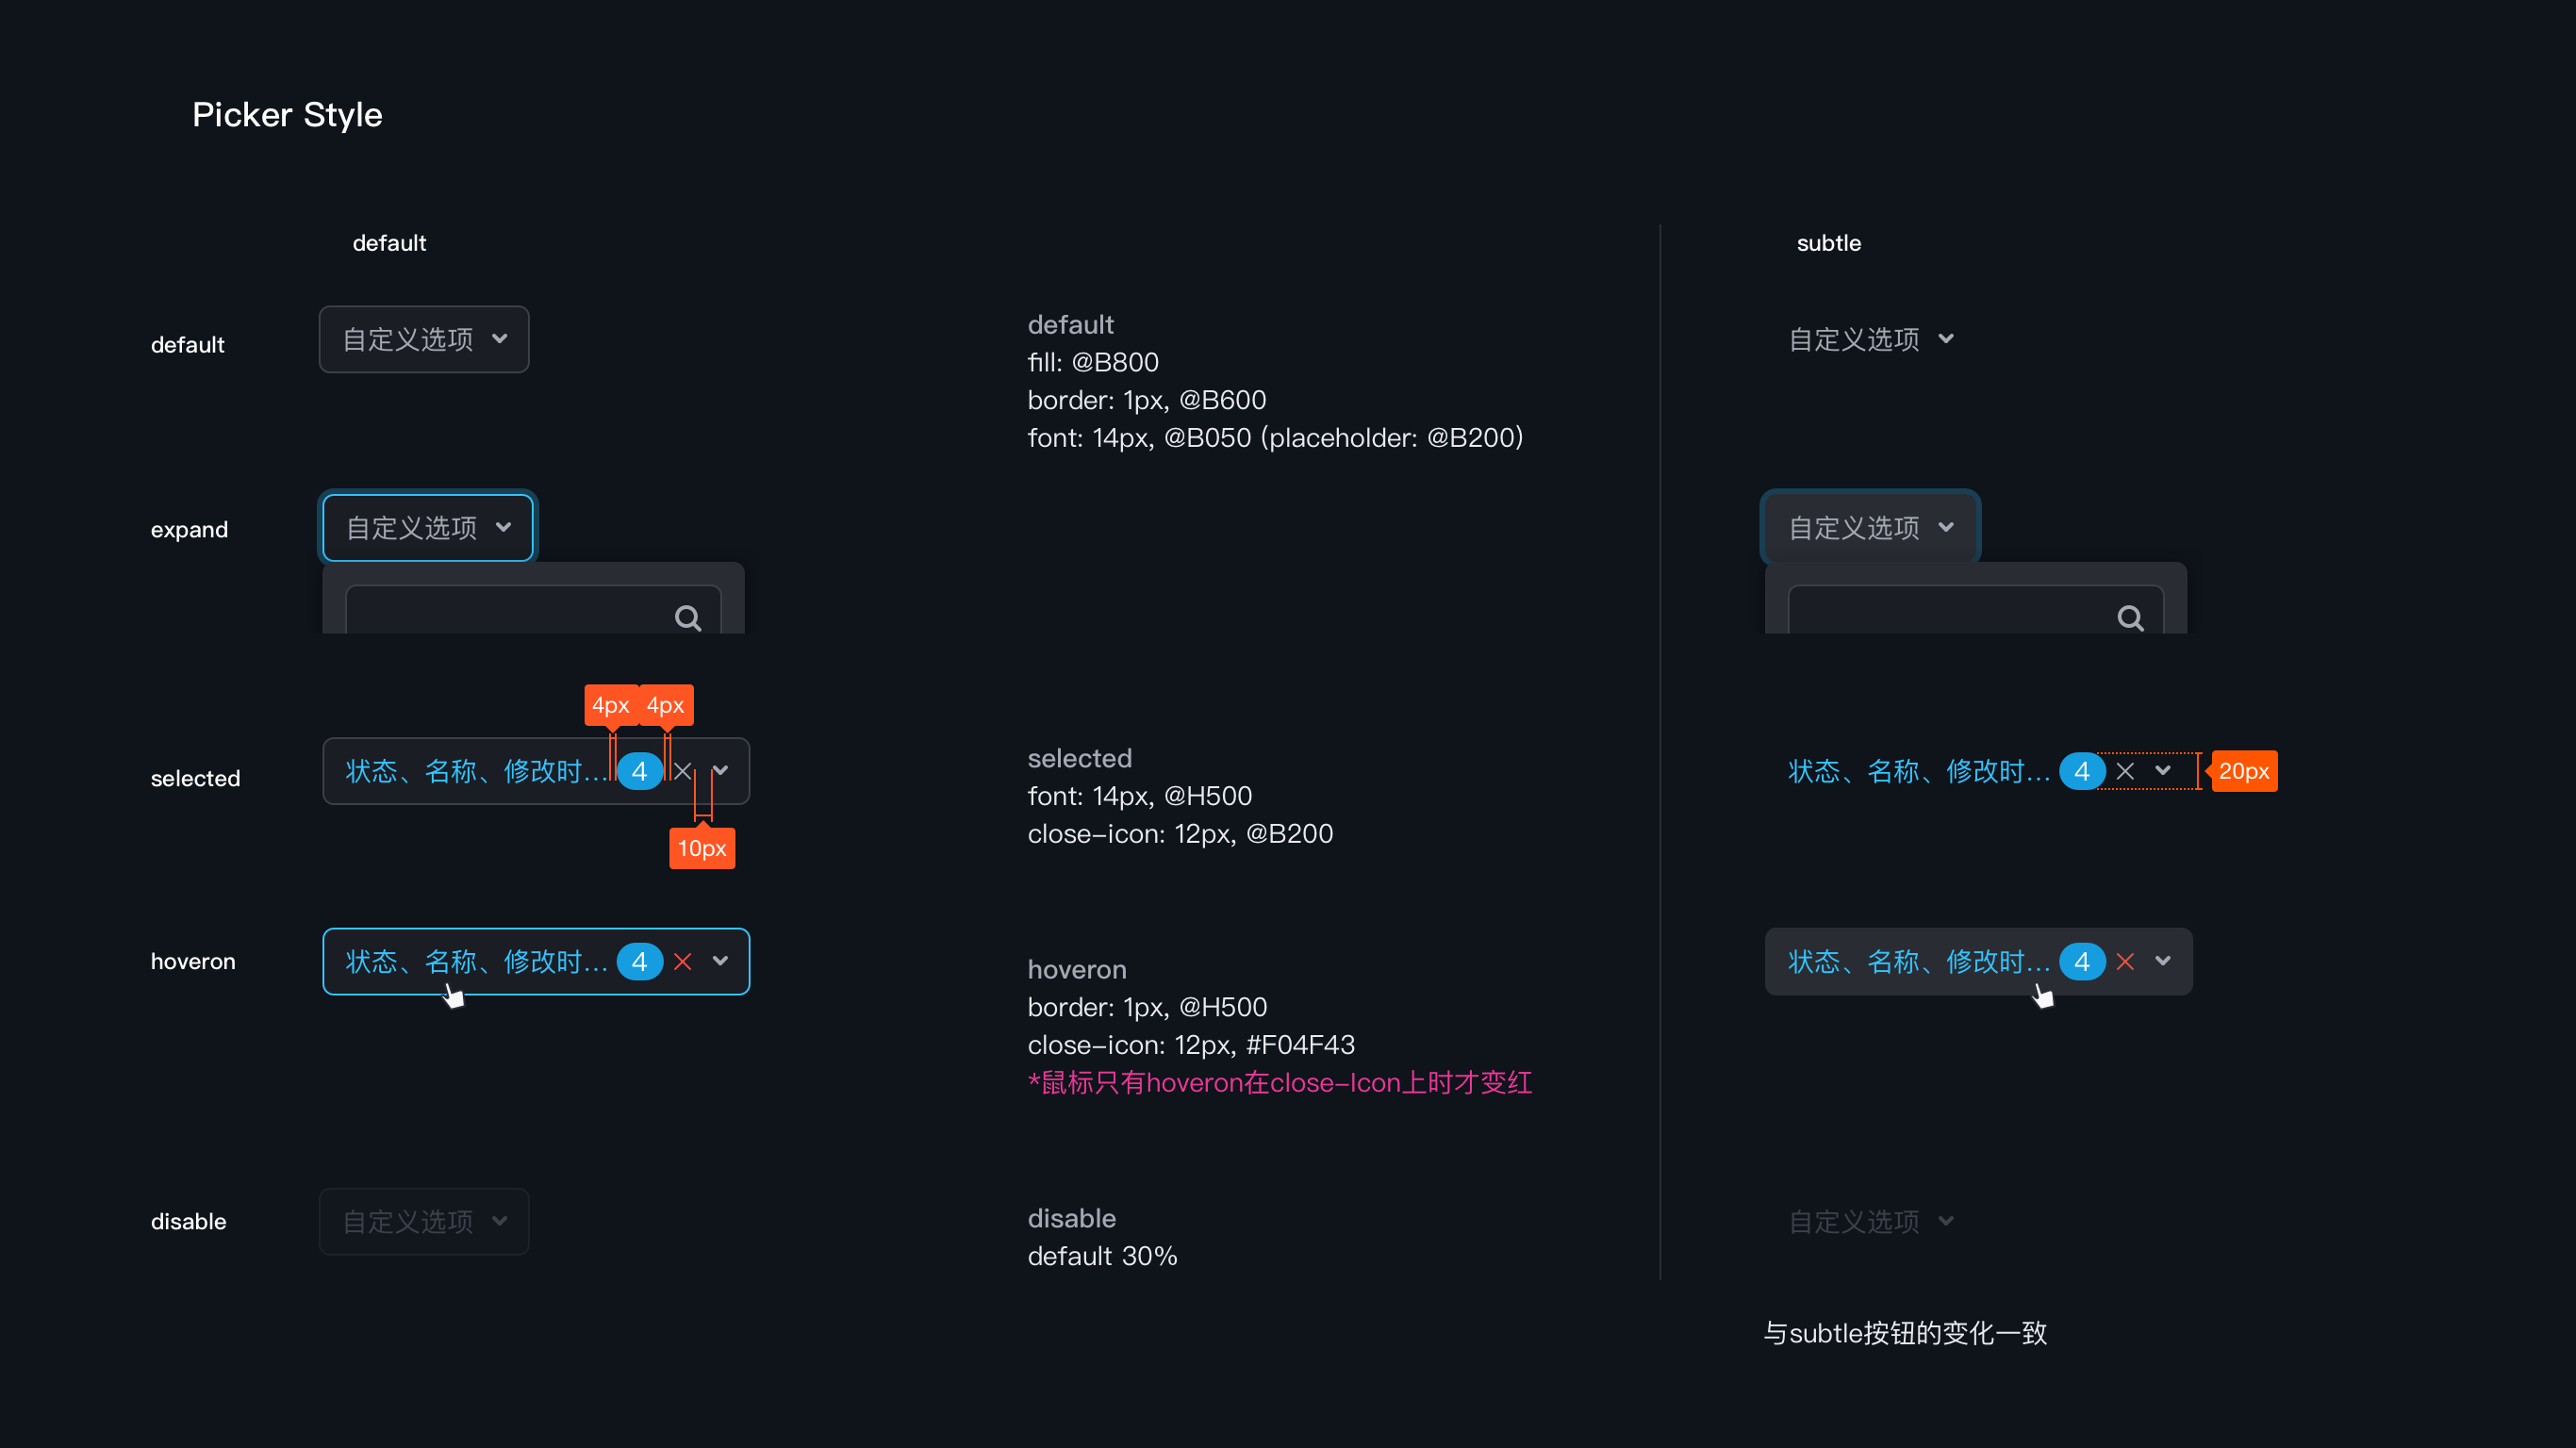 Picker Style
default
subtle
default
自定义选项
default
fill: @B800
border: 1px, @B600
font: 14px, @B050 (placeholder: @B200)
自定义选项
expand
自定义选项
自定义选项
4px 4px
selected
状态、名称、修改时... 4
10px
selected
font: 14px, @H500
close-icon: 12px, @B200
状态、名称、修改时... 4
20px
hoveron
状态、名称、修改时... 4
hoveron
border: 1px, @H500
close-icon: 12px, #F04F43
*鼠标只有hoveron在close-Icon上时才变红
状态、名称、修改时... 4
disable
自定义选项
disable
default 30%
自定义选项
与subtle按钮的变化一致